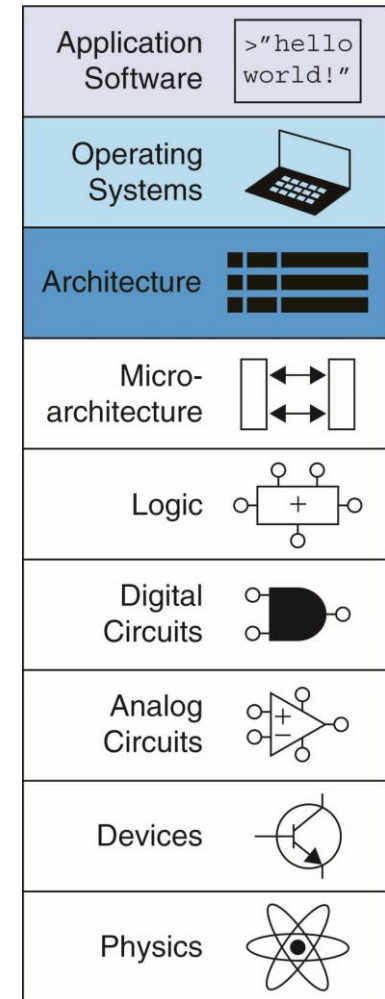 Application
Software
>"hello
world!"
Operating
Systems
Architecture
Micro-
architecture
Logic
+
Digital
Circuits
Analog
Circuits
+
−
Devices
Physics